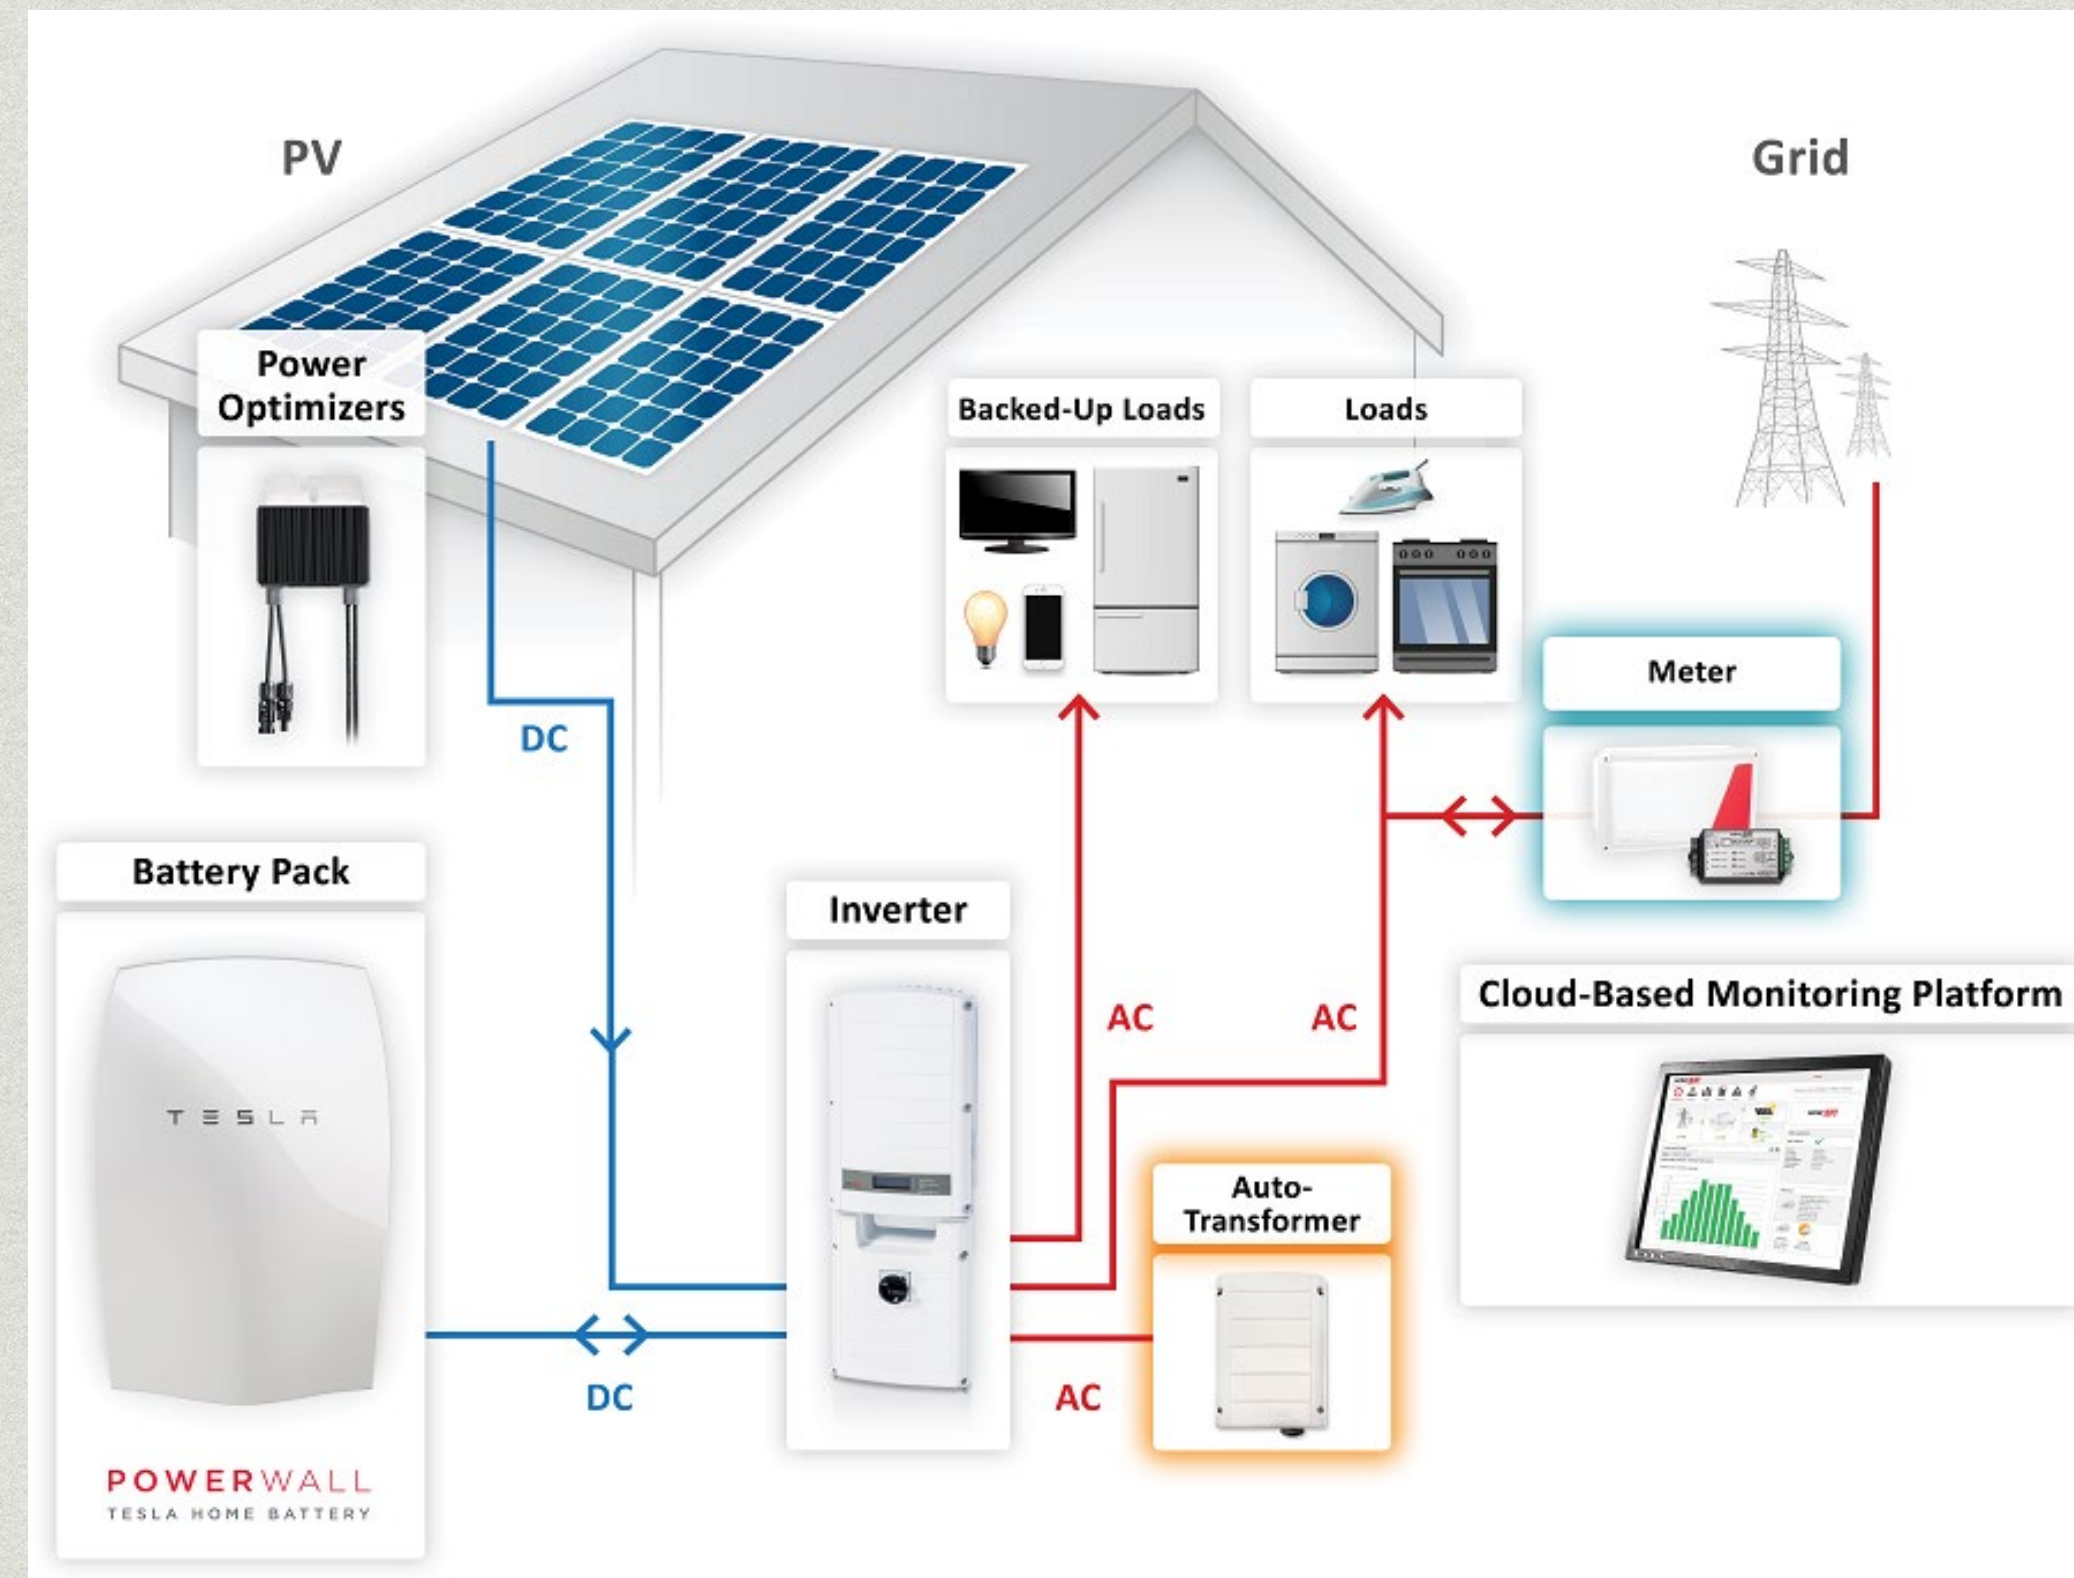 PV
Grid
Power
Optimizers
Backed-Up Loads
Loads
Meter
DC
Battery Pack
Inverter
Cloud-Based Monitoring Platform
AC
AC
TESLA
Auto-
Transformer
DC
AC
POWERWALL
TESLA HOME BATTERY